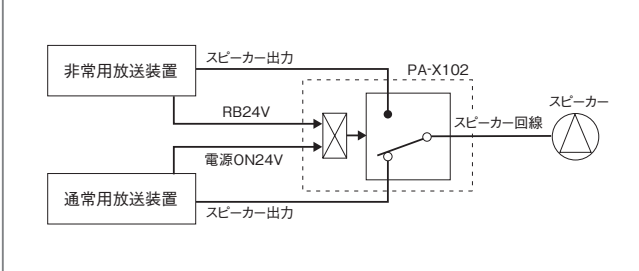 スピーカー出力
非常用放送装置
PA-X102
スピーカー
RB24V
スピーカー回線
電源ON24V
通常用放送装置
スピーカー出力